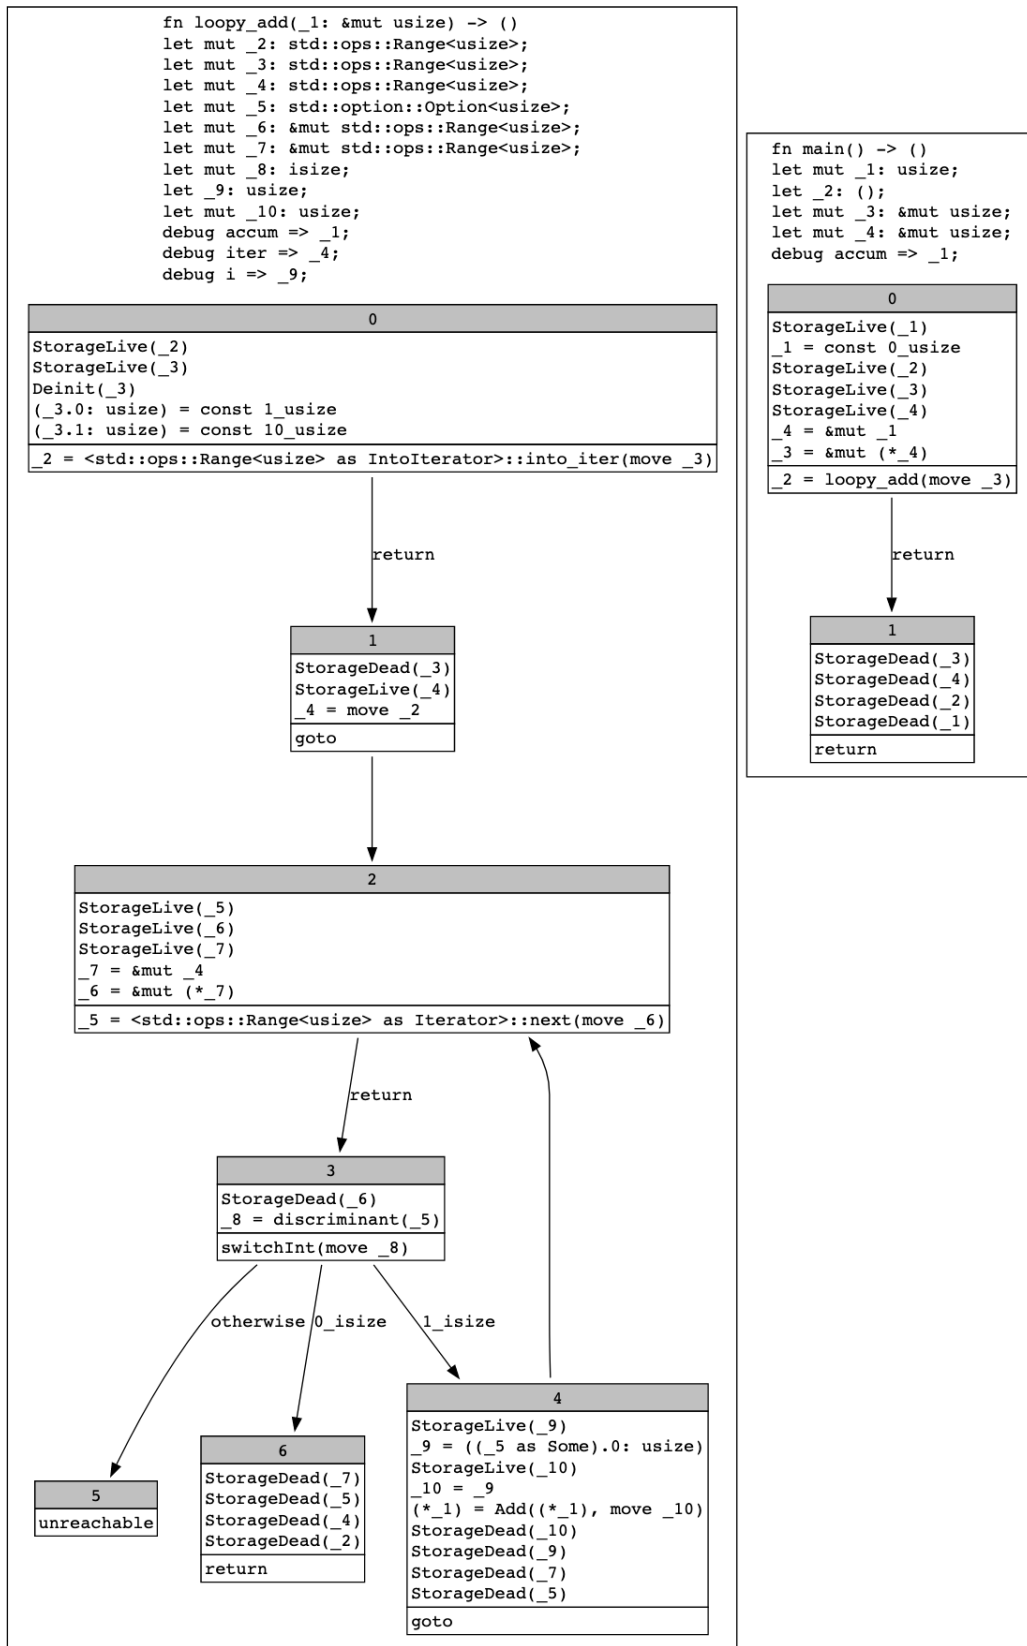 fn loopy_add(_1: &mut usize) -> ()
let mut _2: std::ops::Range<usize>;
let mut _3: std::ops::Range<usize>;
let mut _4: std::ops::Range<usize>;
let mut _5: std::option::Option<usize>;
let mut _6: &mut std::ops::Range<usize>;
let mut _7: &mut std::ops::Range<usize>;
let mut _8: isize;
let _9: usize;
let mut _10: usize;
debug accum => _1;
debug iter => _4;
debug i => _9;
0
StorageLive(_2)
StorageLive(_3)
Deinit(_3)
(_3.0: usize) = const 1_usize
(_3.1: usize) = const 10_usize
_2 = <std::ops::Range<usize> as IntoIterator>::into_iter(move _3)
return
1
StorageDead(_3)
StorageLive(_4)
_4 = move _2
goto
2
StorageLive(_5)
StorageLive(_6)
StorageLive(_7)
_7 = &mut _4
_6 = &mut (*_7)
_5 = <std::ops::Range<usize> as Iterator>::next(move _6)
return
3
StorageDead(_6)
_8 = discriminant(_5)
switchInt(move _8)
otherwise
0_isize
1_isize
5
unreachable
6
StorageDead(_7)
StorageDead(_5)
StorageDead(_4)
StorageDead(_2)
return
4
StorageLive(_9)
_9 = ((_5 as Some).0: usize)
StorageLive(_10)
_10 = _9
(*_1) = Add((*_1), move _10)
StorageDead(_10)
StorageDead(_9)
StorageDead(_7)
StorageDead(_5)
goto
fn main() -> ()
let mut _1: usize;
let _2: ();
let mut _3: &mut usize;
let mut _4: &mut usize;
debug accum => _1;
0
StorageLive(_1)
_1 = const 0_usize
StorageLive(_2)
StorageLive(_3)
StorageLive(_4)
_4 = &mut _1
_3 = &mut (*_4)
_2 = loopy_add(move _3)
return
1
StorageDead(_3)
StorageDead(_4)
StorageDead(_2)
StorageDead(_1)
return